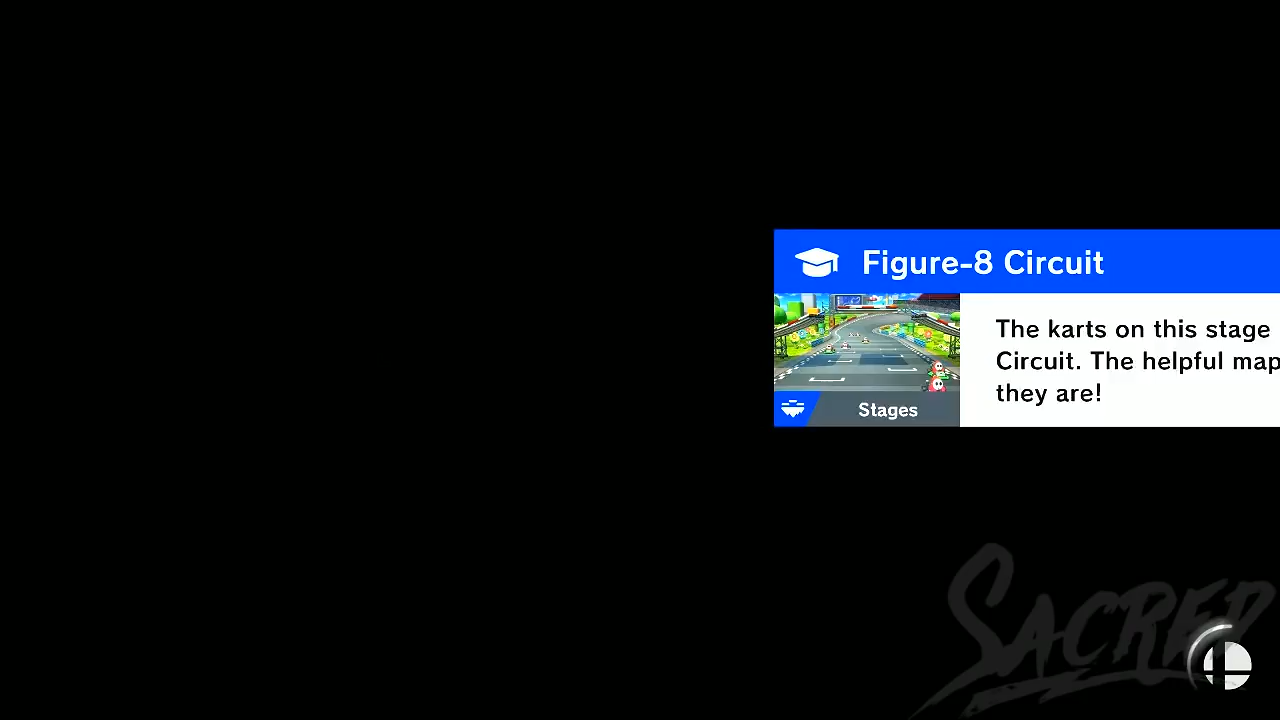 Figure-8 Circuit
The karts on this stage
Circuit. The helpful map
they are!
Stages
SACRED